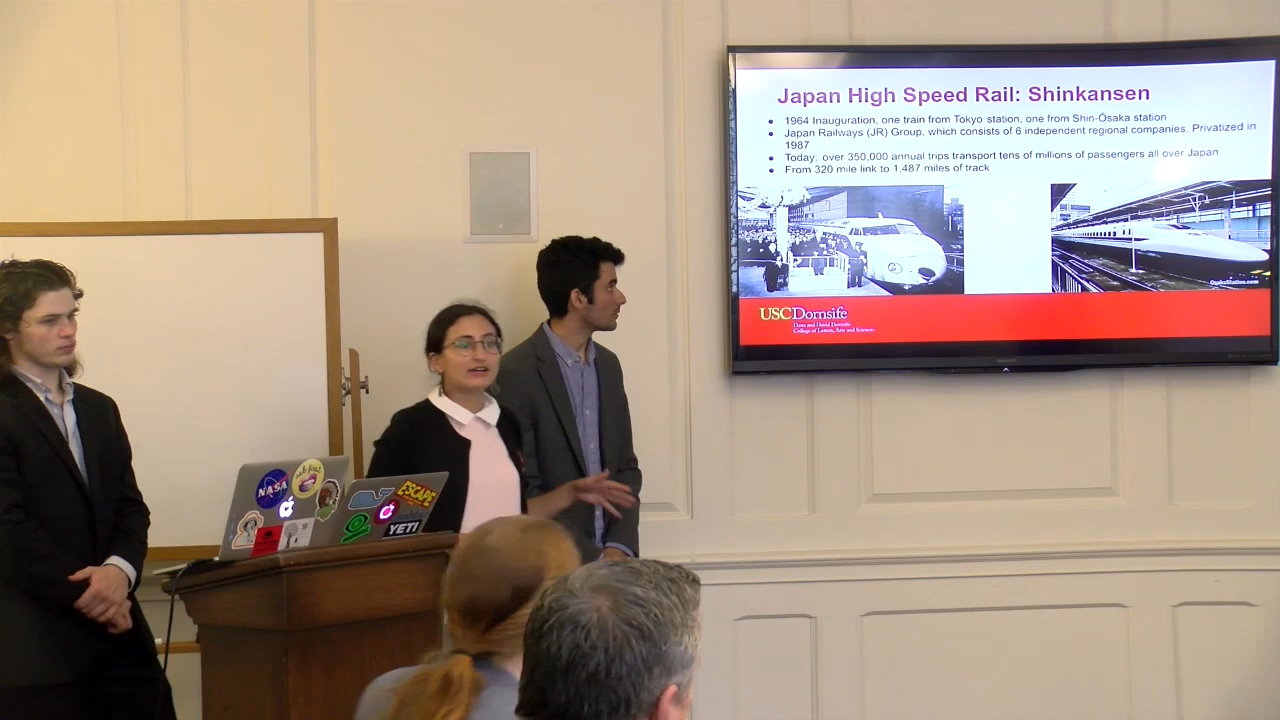 Japan High Speed Rail: Shinkansen
1964 Inauguration, one train from Tokyo station, one from Shin-Ōsaka station
Japan Railways (JR) Group, which consists of 6 independent regional companies. Privatized in
1987
Today: over 350,000 annual trips transport tens of millions of passengers all over Japan
From 320 mile link to 1,487 miles of track
OsakaStation.com
USCDornsife
Dana and David Dornsife
College of Letters, Arts and Sciences
NASA
ESCAPE
YETI